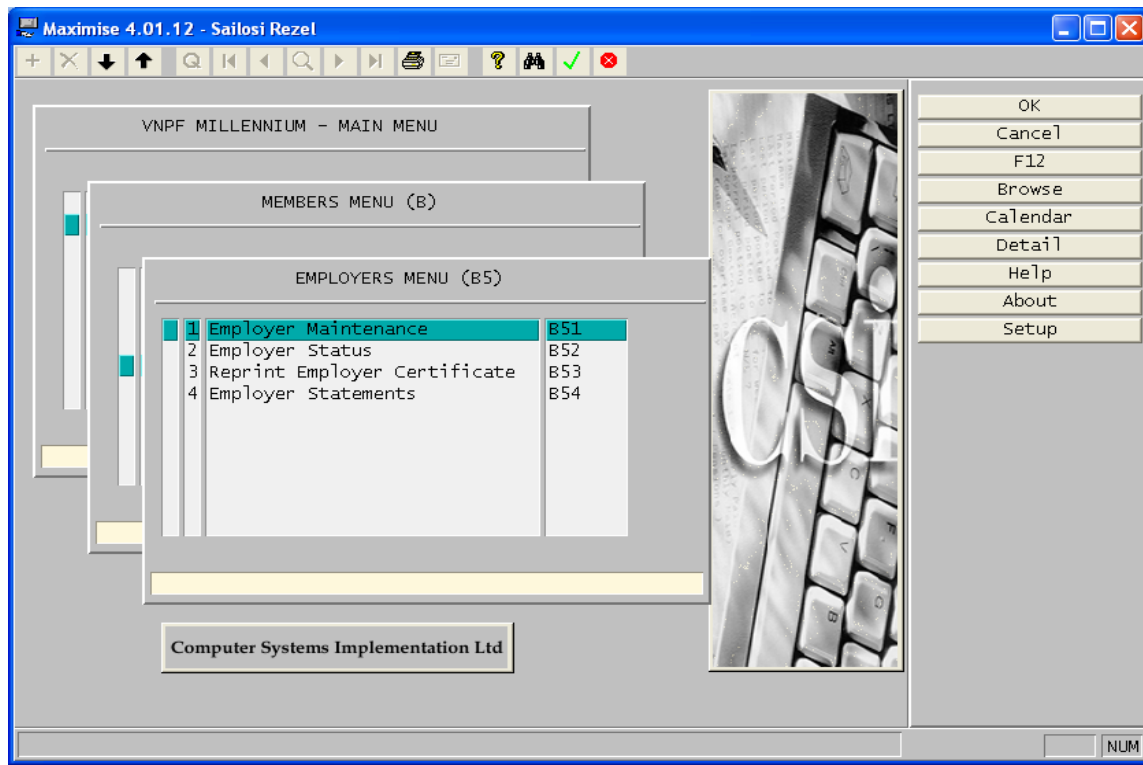 Maximise 4.01.12 - Sailosi Rezel
VNPF MILLENNIUM - MAIN MENU
MEMBERS MENU (B)
EMPLOYERS MENU (B5)
1 Employer Maintenance B51
2 Employer Status B52
3 Reprint Employer Certificate B53
4 Employer Statements B54
Computer Systems Implementation Ltd
CSI
OK
Cancel
F12
Browse
Calendar
Detail
Help
About
Setup
NUM